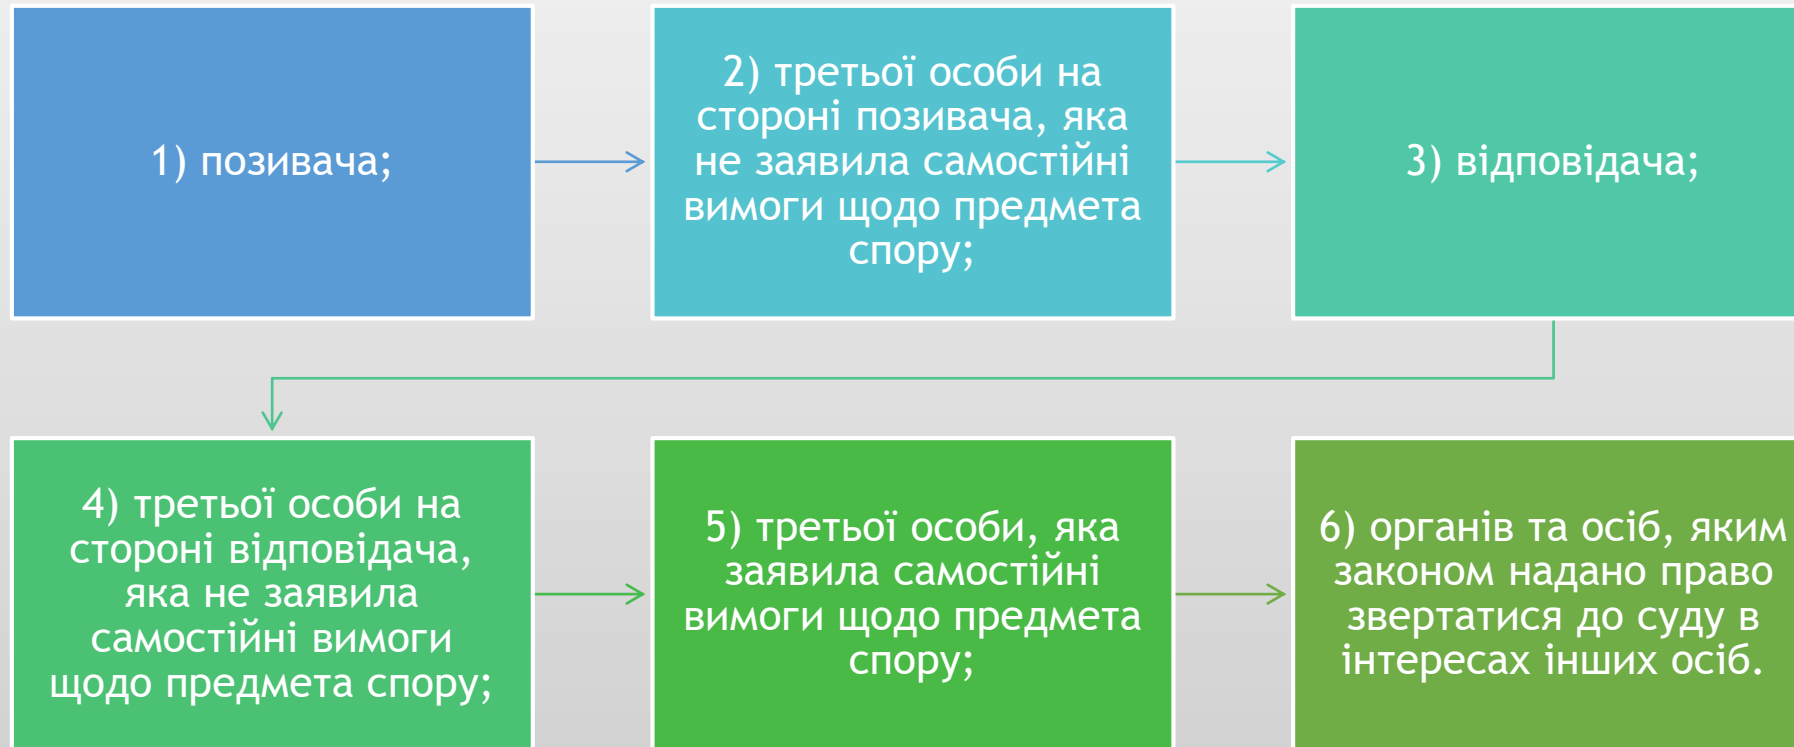 1) позивача;
2) третьої особи на
стороні позивача, яка
не заявила самостійні
вимоги щодо предмета
спору;
3) відповідача;
4) третьої особи на
стороні відповідача,
яка не заявила
самостійні вимоги
щодо предмета спору;
5) третьої особи, яка
заявила самостійні
вимоги щодо предмета
спору;
6) органів та осіб, яким
законом надано право
звертатися до суду в
інтересах інших осіб.